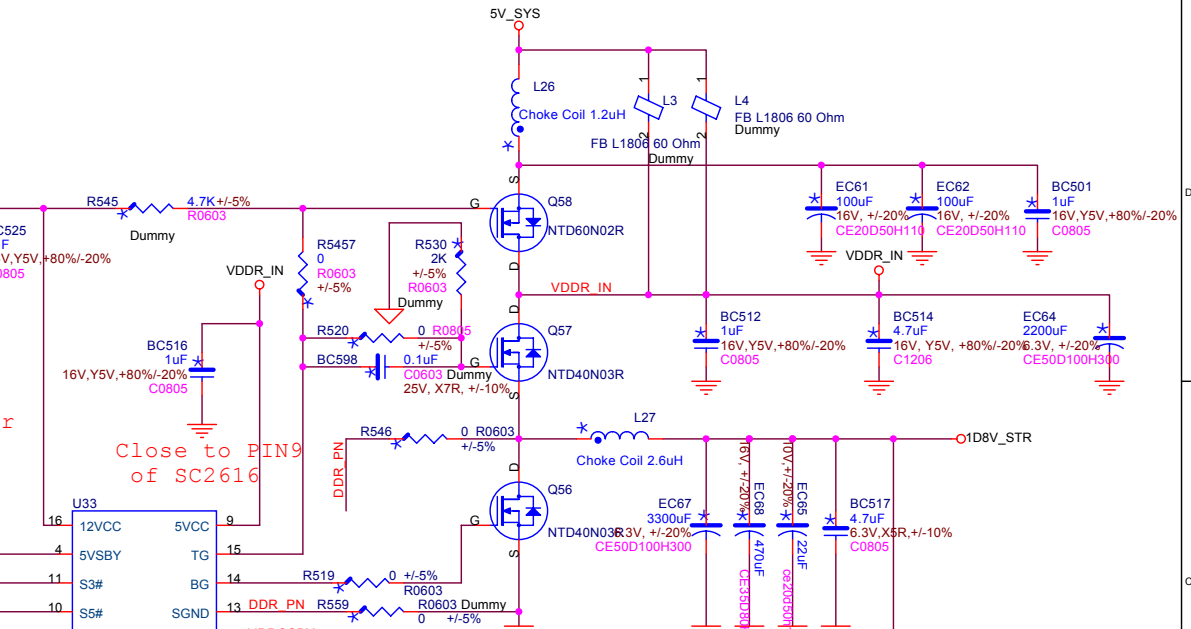 5V_SYS
L26
Choke Coil 1.2uH
1
L3
2
FB L1806 60 Ohm
Dummy
1
L4
2
FB L1806 60 Ohm
Dummy
D
EC61
100uF
16V, +/-20%
CE20D50H110
EC62
100uF
16V, +/-20%
CE20D50H110
BC501
1uF
16V,Y5V,+80%/-20%
C0805
R545
4.7K +/-5%
R0603
Dummy
S
G
Q58
NTD60N02R
D
C525
F
V,Y5V,+80%/-20%
0805
R5457
0
R0603
+/-5%
R530
2K
+/-5%
R0603
Dummy
VDDR_IN
VDDR_IN
VDDR_IN
D
G
Q57
NTD40N03R
S
R520
0 R0805
+/-5%
BC598
0.1uF
C0603 Dummy
25V, X7R, +/-10%
BC516
1uF
16V,Y5V,+80%/-20%
C0805
BC512
1uF
16V,Y5V,+80%/-20%
C0805
BC514
4.7uF
16V, Y5V, +80%/-20%
C1206
EC64
2200uF
6.3V, +/-20%
CE50D100H300
r
Close to PIN9
of SC2616
R546
0 R0603
+/-5%
DDR_PN
L27
Choke Coil 2.6uH
1D8V_STR
D
G
Q56
NTD40N03R
S
EC67
3300uF
6.3V, +/-20%
CE50D100H300
16V, +/-20%
EC68
470uF
CE35D80
10V, +/-20%
EC65
22uF
ce20d50h
BC517
4.7uF
6.3V,X5R,+/-10%
C0805
C
U33
16 12VCC 5VCC 9
4 5VSBY TG 15
11 S3# BG 14
10 S5# SGND 13
R519
0 +/-5%
R0603
DDR_PN
R559
R0603 Dummy
0 +/-5%